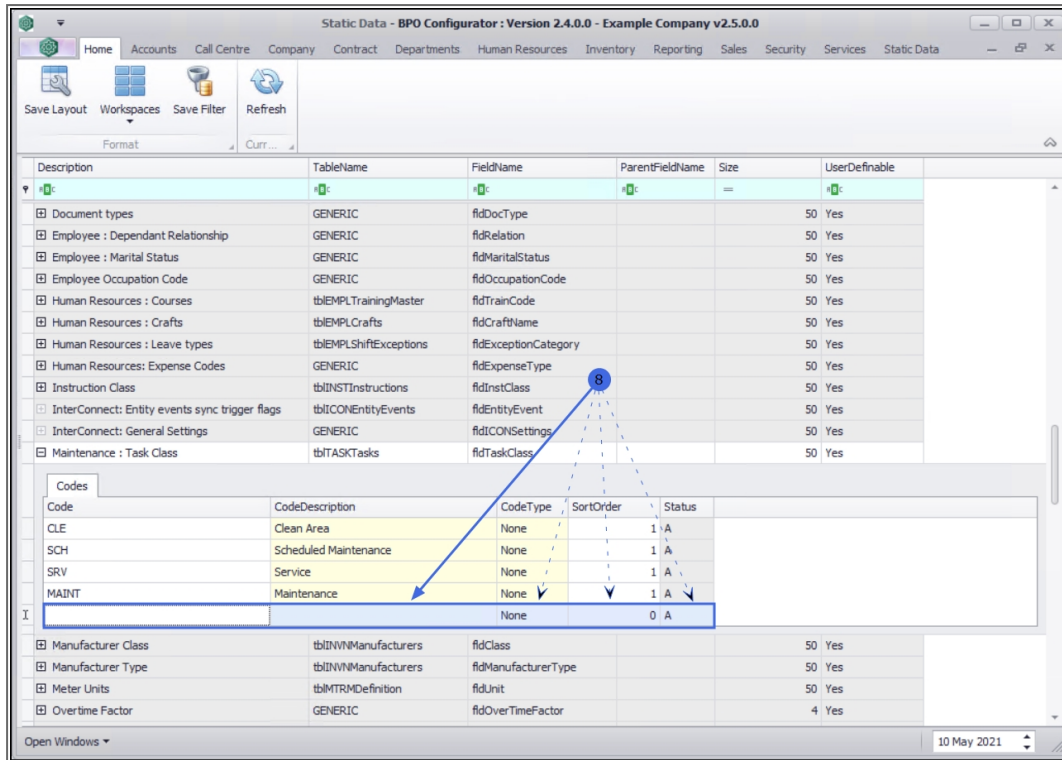 Static Data - BPO Configurator : Version 2.4.0.0 - Example Company v2.5.0.0
Home Accounts Call Centre Company Contract Departments Human Resources Inventory Reporting Sales Security Services Static Data
Save Layout Workspaces Save Filter Refresh
Format Curr...
Description TableName FieldName ParentFieldName Size UserDefinable
ABC ABC ABC ABC = ABC
Document types GENERIC fldDocType 50 Yes
Employee : Dependant Relationship GENERIC fldRelation 50 Yes
Employee : Marital Status GENERIC fldMaritalStatus 50 Yes
Employee Occupation Code GENERIC fldOccupationCode 50 Yes
Human Resources : Courses tblEMPLTrainingMaster fldTrainCode 50 Yes
Human Resources : Crafts tblEMPLCrafts fldCraftName 50 Yes
Human Resources : Leave types tblEMPLShiftExceptions fldExceptionCategory 50 Yes
Human Resources: Expense Codes GENERIC fldExpenseType 50 Yes
8
Instruction Class tblINSTInstructions fldInstClass 50 Yes
InterConnect: Entity events sync trigger flags tblICONEntityEvents fldEntityEvent 50 Yes
InterConnect: General Settings GENERIC fldICONSettings 50 Yes
Maintenance : Task Class tblTASKTasks fldTaskClass 50 Yes
Codes
Code CodeDescription CodeType SortOrder Status
CLE Clean Area None 1 A
SCH Scheduled Maintenance None 1 A
SRV Service None 1 A
MAINT Maintenance None 1 A
None 0 A
Manufacturer Class tblINVNManufacturers fldClass 50 Yes
Manufacturer Type tblINVNManufacturers fldManufacturerType 50 Yes
Meter Units tblMTRMDefinition fldUnit 50 Yes
Overtime Factor GENERIC fldOverTimeFactor 4 Yes
Open Windows 10 May 2021